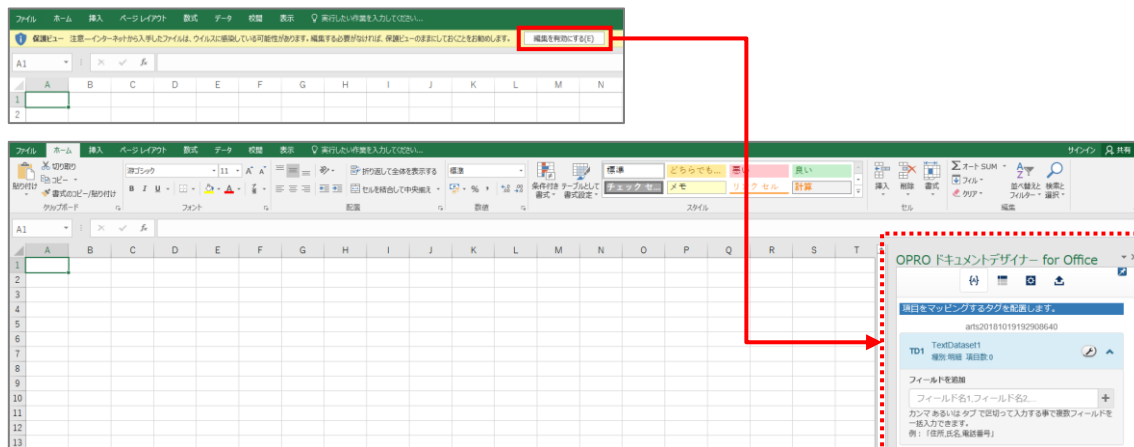 ファイル ホーム 挿入 ページレイアウト 数式 データ 校閲 表示 実行したい作業を入力してください...
保護ビュー 注意—インターネットから入手したファイルは、ウイルスに感染している可能性があります。編集する必要がなければ、保護ビューのままにしておくことをお勧めします。 編集を有効にする(E)
A1 fx
A B C D E F G H I J K L M N
1
2
ファイル ホーム 挿入 ページレイアウト 数式 データ 校閲 表示 実行したい作業を入力してください... サインイン 共有
貼り付け 切り取り コピー 書式のコピー/貼り付け
游ゴシック 11 A A
B I U A
折り返して全体を表示する
セルを結合して中央揃え
標準
% ,
条件付き書式 テーブルとして書式設定
標準 どちらでも... 悪い 良い
チェック セ... メモ リンク セル 計算
挿入 削除 書式
オート SUM
フィル
クリア
並べ替えとフィルター 検索と選択
クリップボード フォント 配置 数値 スタイル セル 編集
A1 fx
A B C D E F G H I J K L M N O P Q R S T
1
2
3
4
5
6
7
8
9
10
11
12
13
OPRO ドキュメントデザイナー for Office
項目をマッピングするタグを配置します。
arts20181019192908640
TD1 TextDataset1
種別:明細 項目数:0
フィールドを追加
フィールド名1,フィールド名2,... +
カンマ あるいは タブ で区切って入力する事で複数フィールドを
一括入力できます。
例：「住所,氏名,電話番号」